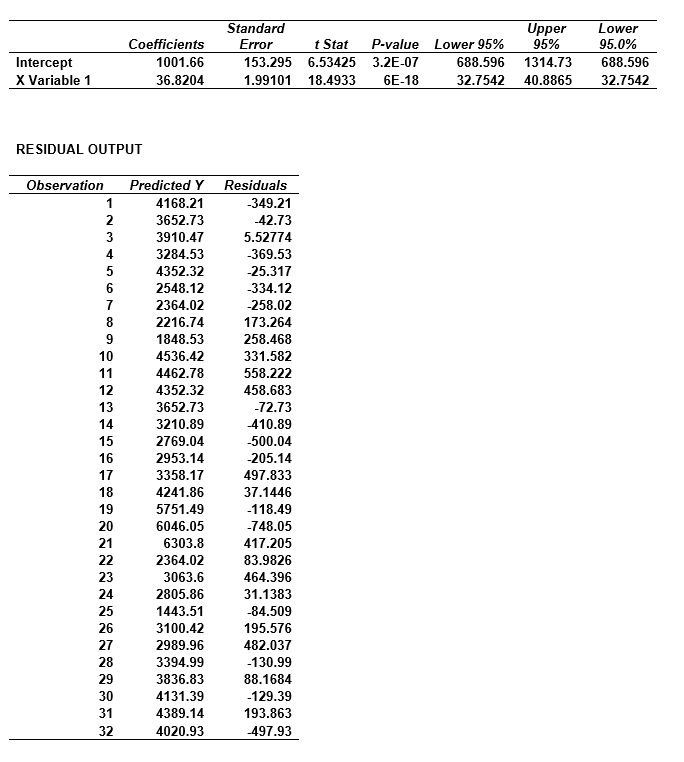 Standard Upper Lower
Coefficients Error t Stat P-value Lower 95% 95% 95.0%
Intercept 1001.66 153.295 6.53425 3.2E-07 688.596 1314.73 688.596
X Variable 1 36.8204 1.99101 18.4933 6E-18 32.7542 40.8865 32.7542
RESIDUAL OUTPUT
Observation Predicted Y Residuals
1 4168.21 -349.21
2 3652.73 -42.73
3 3910.47 5.52774
4 3284.53 -369.53
5 4352.32 -25.317
6 2548.12 -334.12
7 2364.02 -258.02
8 2216.74 173.264
9 1848.53 258.468
10 4536.42 331.582
11 4462.78 558.222
12 4352.32 458.683
13 3652.73 -72.73
14 3210.89 -410.89
15 2769.04 -500.04
16 2953.14 -205.14
17 3358.17 497.833
18 4241.86 37.1446
19 5751.49 -118.49
20 6046.05 -748.05
21 6303.8 417.205
22 2364.02 83.9826
23 3063.6 464.396
24 2805.86 31.1383
25 1443.51 -84.509
26 3100.42 195.576
27 2989.96 482.037
28 3394.99 -130.99
29 3836.83 88.1684
30 4131.39 -129.39
31 4389.14 193.863
32 4020.93 -497.93